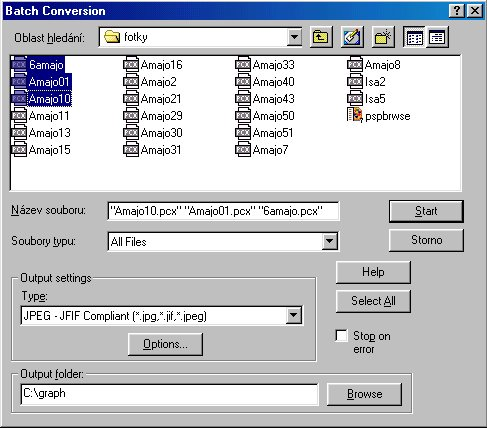 Batch Conversion
Oblast hledání: fotky
6majo Amajo16 Amajo33 Amajo8
Amajo01 Amajo2 Amajo40 Isa2
Amajo10 Amajo21 Amajo43 Isa5
Amajo11 Amajo29 Amajo50 pspbrwse
Amajo13 Amajo30 Amajo51
Amajo15 Amajo31 Amajo7
Název souboru: "Amajo10.pcx" "Amajo01.pcx" "6amajo.pcx" Start
Soubory typu: All Files Storno
Output settings Help
Type:
JPEG - JFIF Compliant (*.jpg,*.jif,*.jpeg) Select All
Options... Stop on
error
Output folder:
C:\graph Browse